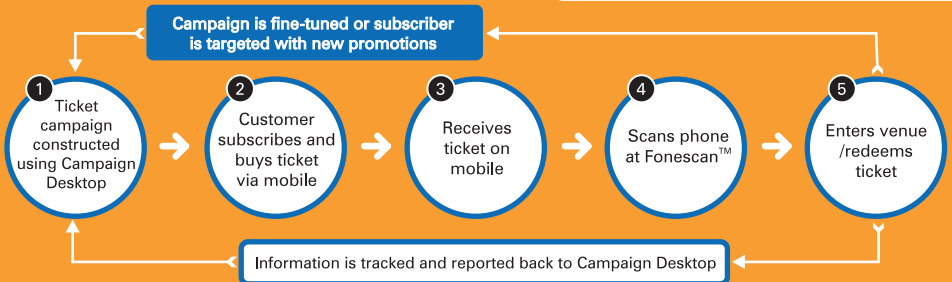 Campaign is fine-tuned or subscriber
is targeted with new promotions
1
Ticket
campaign
constructed
using Campaign
Desktop
2
Customer
subscribes and
buys ticket
via mobile
3
Receives
ticket on
mobile
4
Scans phone
at Fonescan™
5
Enters venue
/redeems
ticket
Information is tracked and reported back to Campaign Desktop